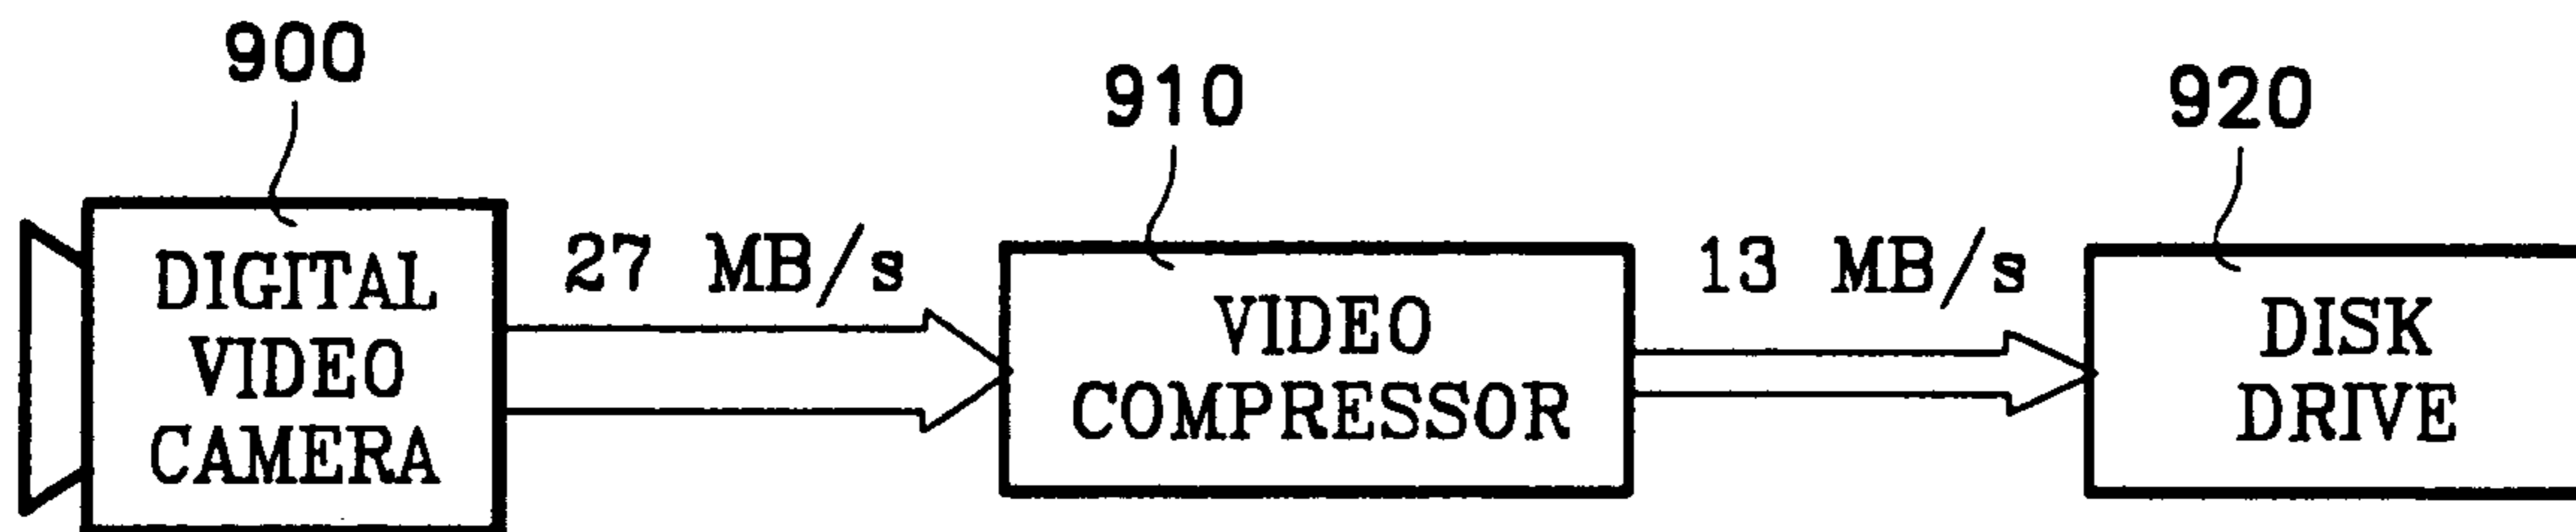 900
910
920
DIGITAL
VIDEO
CAMERA
27 MB/s
VIDEO
COMPRESSOR
13 MB/s
DISK
DRIVE